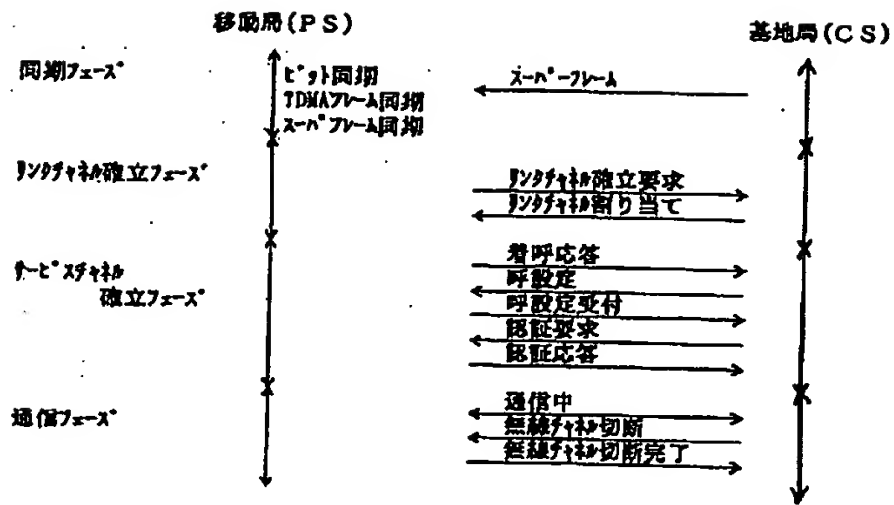 移動局(PS)
基地局(CS)
同期フェーズ
ビット同期
TDMAフレーム同期
スーパフレーム同期
スーパーフレーム
リンクチャネル確立フェーズ
リンクチャネル確立要求
リンクチャネル割り当て
サービスチャネル
確立フェーズ
着呼応答
呼設定
呼設定受付
認証要求
認証応答
通信フェーズ
通信中
無線チャネル切断
無線チャネル切断完了